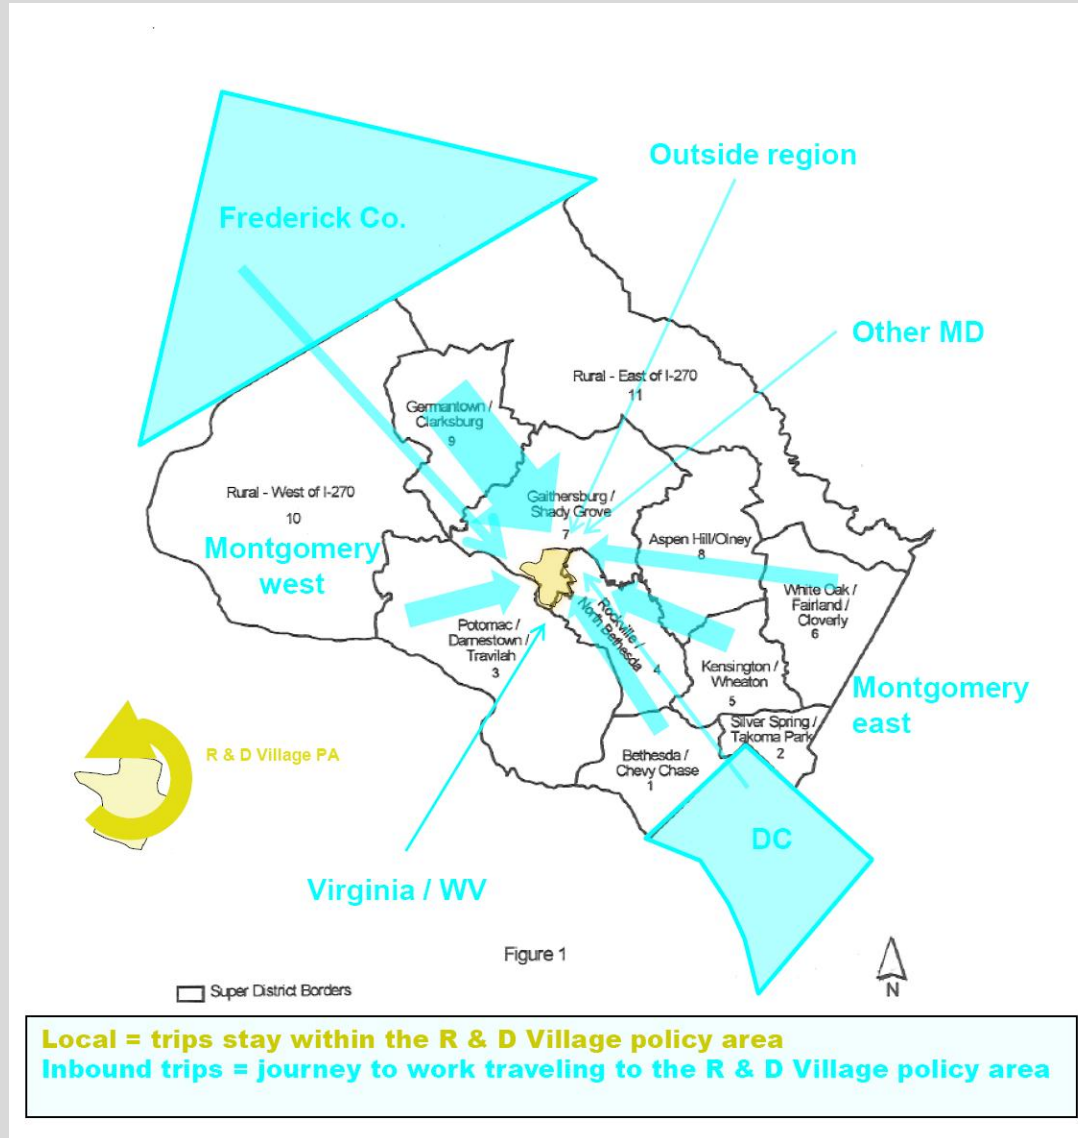 Outside region
Frederick Co.
Other MD
Rural - East of I-270
11
Germantown /
Clarksburg
9
Rural - West of I-270
10
Gaithersburg /
Shady Grove
7
Aspen Hill/Olney
8
Montgomery
west
White Oak /
Fairland /
Cloverly
6
Potomac /
Darnestown /
Travilah
3
Rockville /
North Bethesda
4
Kensington /
Wheaton
5
Montgomery
east
Silver Spring /
Takoma Park
2
R & D Village PA
Bethesda /
Chevy Chase
1
DC
Virginia / WV
Figure 1
N
Super District Borders
Local = trips stay within the R & D Village policy area
Inbound trips = journey to work traveling to the R & D Village policy area